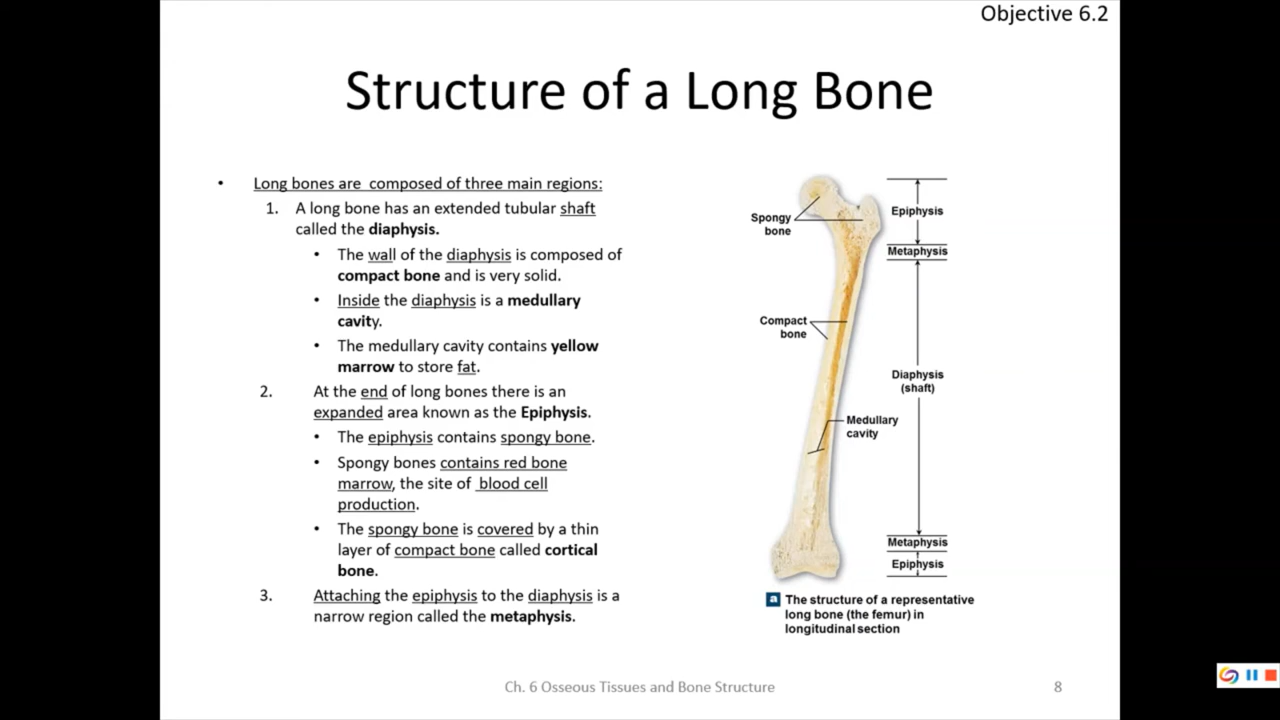 Objective 6.2
Structure of a Long Bone
• Long bones are composed of three main regions:
1. A long bone has an extended tubular shaft
called the diaphysis.
• The wall of the diaphysis is composed of
compact bone and is very solid.
• Inside the diaphysis is a medullary
cavity.
• The medullary cavity contains yellow
marrow to store fat.
2. At the end of long bones there is an
expanded area known as the Epiphysis.
• The epiphysis contains spongy bone.
• Spongy bones contains red bone
marrow, the site of blood cell
production.
• The spongy bone is covered by a thin
layer of compact bone called cortical
bone.
3. Attaching the epiphysis to the diaphysis is a
narrow region called the metaphysis.
Spongy
bone
Epiphysis
Metaphysis
Compact
bone
Diaphysis
(shaft)
Medullary
cavity
Metaphysis
Epiphysis
a The structure of a representative
long bone (the femur) in
longitudinal section
Ch. 6 Osseous Tissues and Bone Structure
8